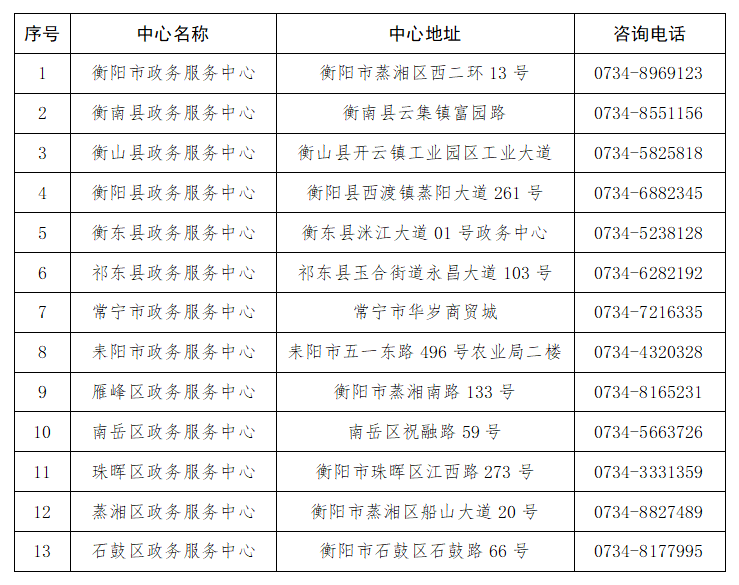 序号 中心名称 中心地址 咨询电话
1 衡阳市政务服务中心 衡阳市蒸湘区西二环 13 号 0734-8969123
2 衡南县政务服务中心 衡南县云集镇富园路 0734-8551156
3 衡山县政务服务中心 衡山县开云镇工业园区工业大道 0734-5825818
4 衡阳县政务服务中心 衡阳县西渡镇蒸阳大道 261 号 0734-6882345
5 衡东县政务服务中心 衡东县洣江大道 01 号政务中心 0734-5238128
6 祁东县政务服务中心 祁东县玉合街道永昌大道 103 号 0734-6282192
7 常宁市政务服务中心 常宁市华岁商贸城 0734-7216335
8 耒阳市政务服务中心 耒阳市五一东路 496 号农业局二楼 0734-4320328
9 雁峰区政务服务中心 衡阳市蒸湘南路 133 号 0734-8165231
10 南岳区政务服务中心 南岳区祝融路 59 号 0734-5663726
11 珠晖区政务服务中心 衡阳市珠晖区江西路 273 号 0734-3331359
12 蒸湘区政务服务中心 衡阳市蒸湘区船山大道 20 号 0734-8827489
13 石鼓区政务服务中心 衡阳市石鼓区石鼓路 66 号 0734-8177995